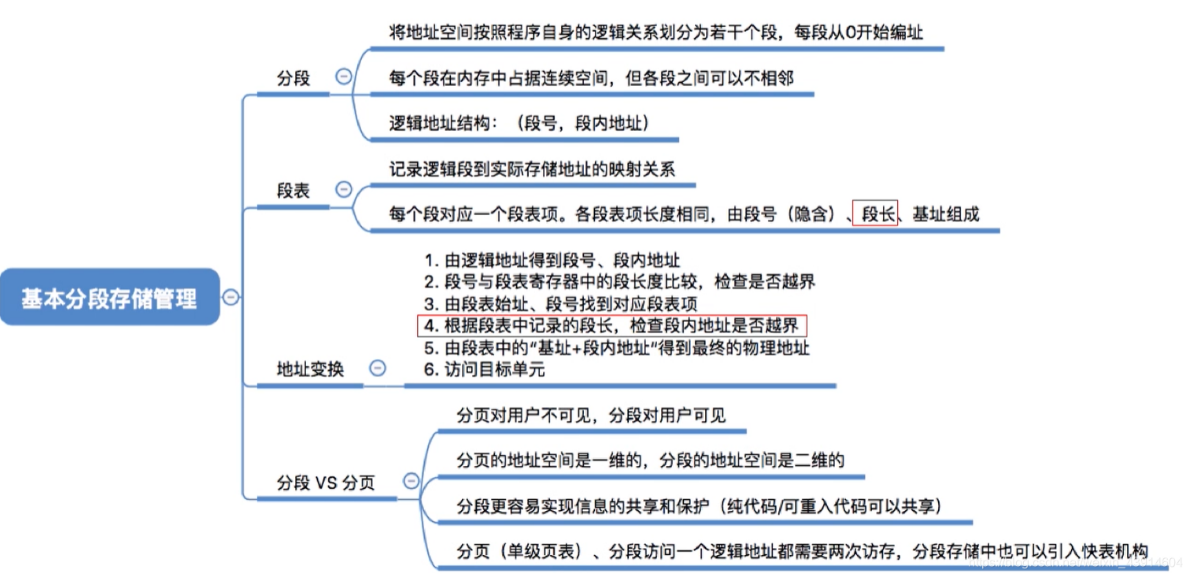 将地址空间按照程序自身的逻辑关系划分为若干个段，每段从0开始编址
分段
每个段在内存中占据连续空间，但各段之间可以不相邻
逻辑地址结构：（段号，段内地址）
记录逻辑段到实际存储地址的映射关系
段表
每个段对应一个段表项。各段表项长度相同，由段号（隐含）、段长、基址组成
基本分段存储管理
1. 由逻辑地址得到段号、段内地址
2. 段号与段表寄存器中的段长度比较，检查是否越界
3. 由段表始址、段号找到对应段表项
4. 根据段表中记录的段长，检查段内地址是否越界
5. 由段表中的“基址+段内地址”得到最终的物理地址
6. 访问目标单元
地址变换
分页对用户不可见，分段对用户可见
分页的地址空间是一维的，分段的地址空间是二维的
分段 VS 分页
分段更容易实现信息的共享和保护（纯代码/可重入代码可以共享）
分页（单级页表）、分段访问一个逻辑地址都需要两次访存，分段存储中也可以引入快表机构